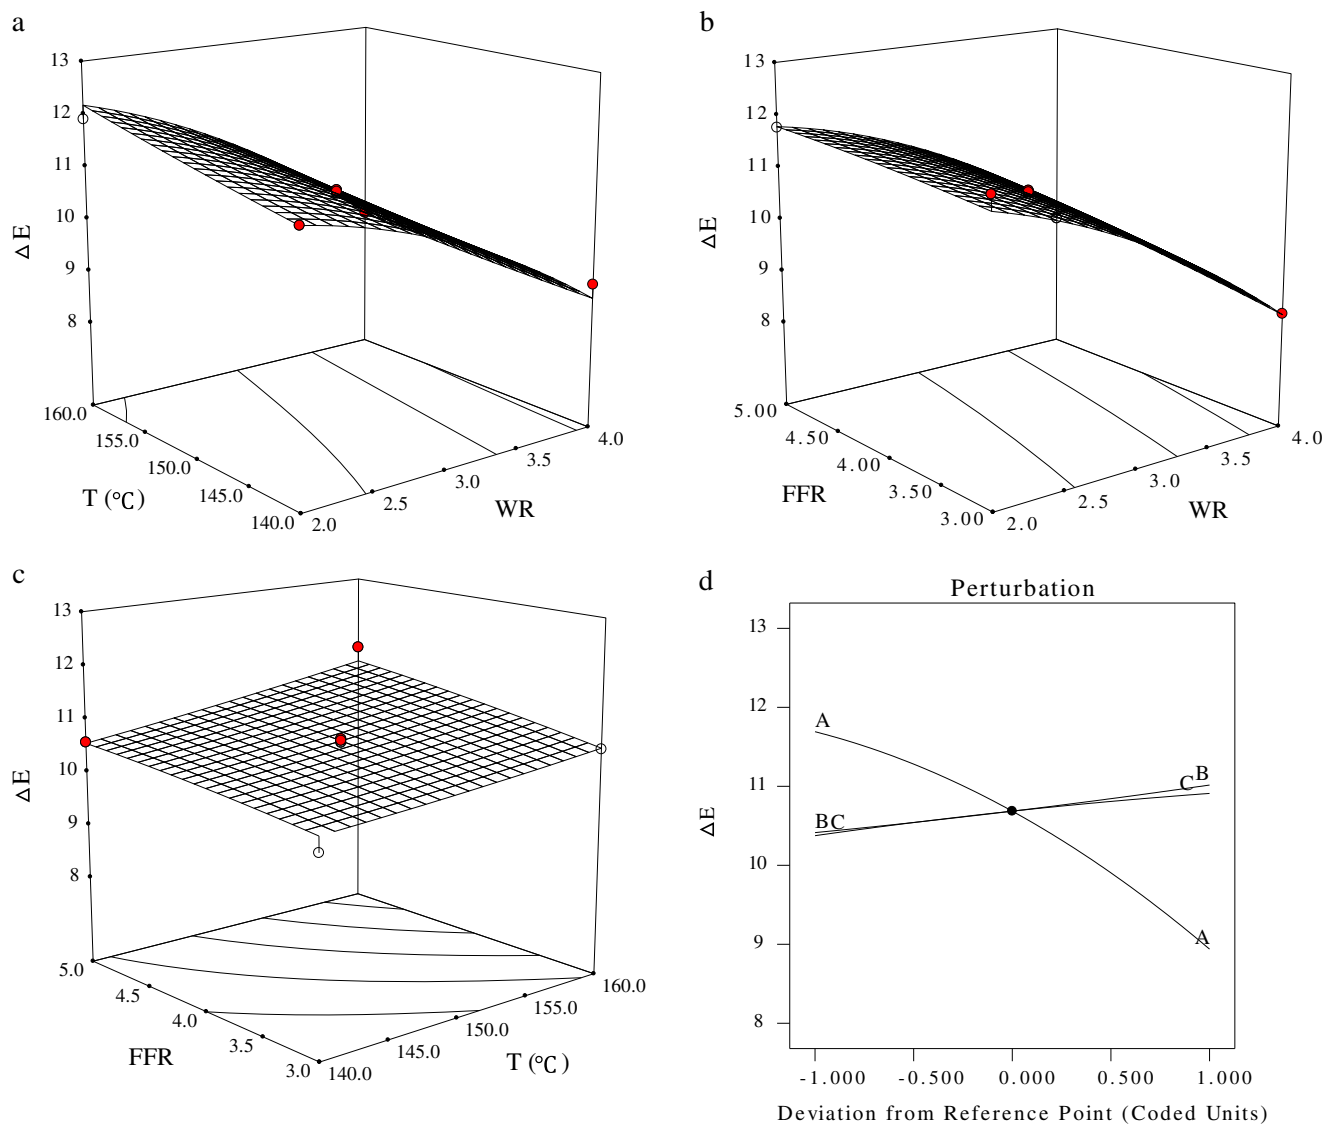 a
13
12
11
10
9
8
ΔE
160.0
155.0
150.0
145.0
140.0
T (°C)
2.0
2.5
3.0
3.5
4.0
WR
b
13
12
11
10
9
8
ΔE
5.00
4.50
4.00
3.50
3.00
FFR
2.0
2.5
3.0
3.5
4.0
WR
c
13
12
11
10
9
8
ΔE
5.0
4.5
4.0
3.5
3.0
FFR
140.0
145.0
150.0
155.0
160.0
T (°C)
d
Perturbation
13
12
11
10
9
8
ΔE
A
B
C
BC
A
-1.000 -0.500 0.000 0.500 1.000
Deviation from Reference Point (Coded Units)